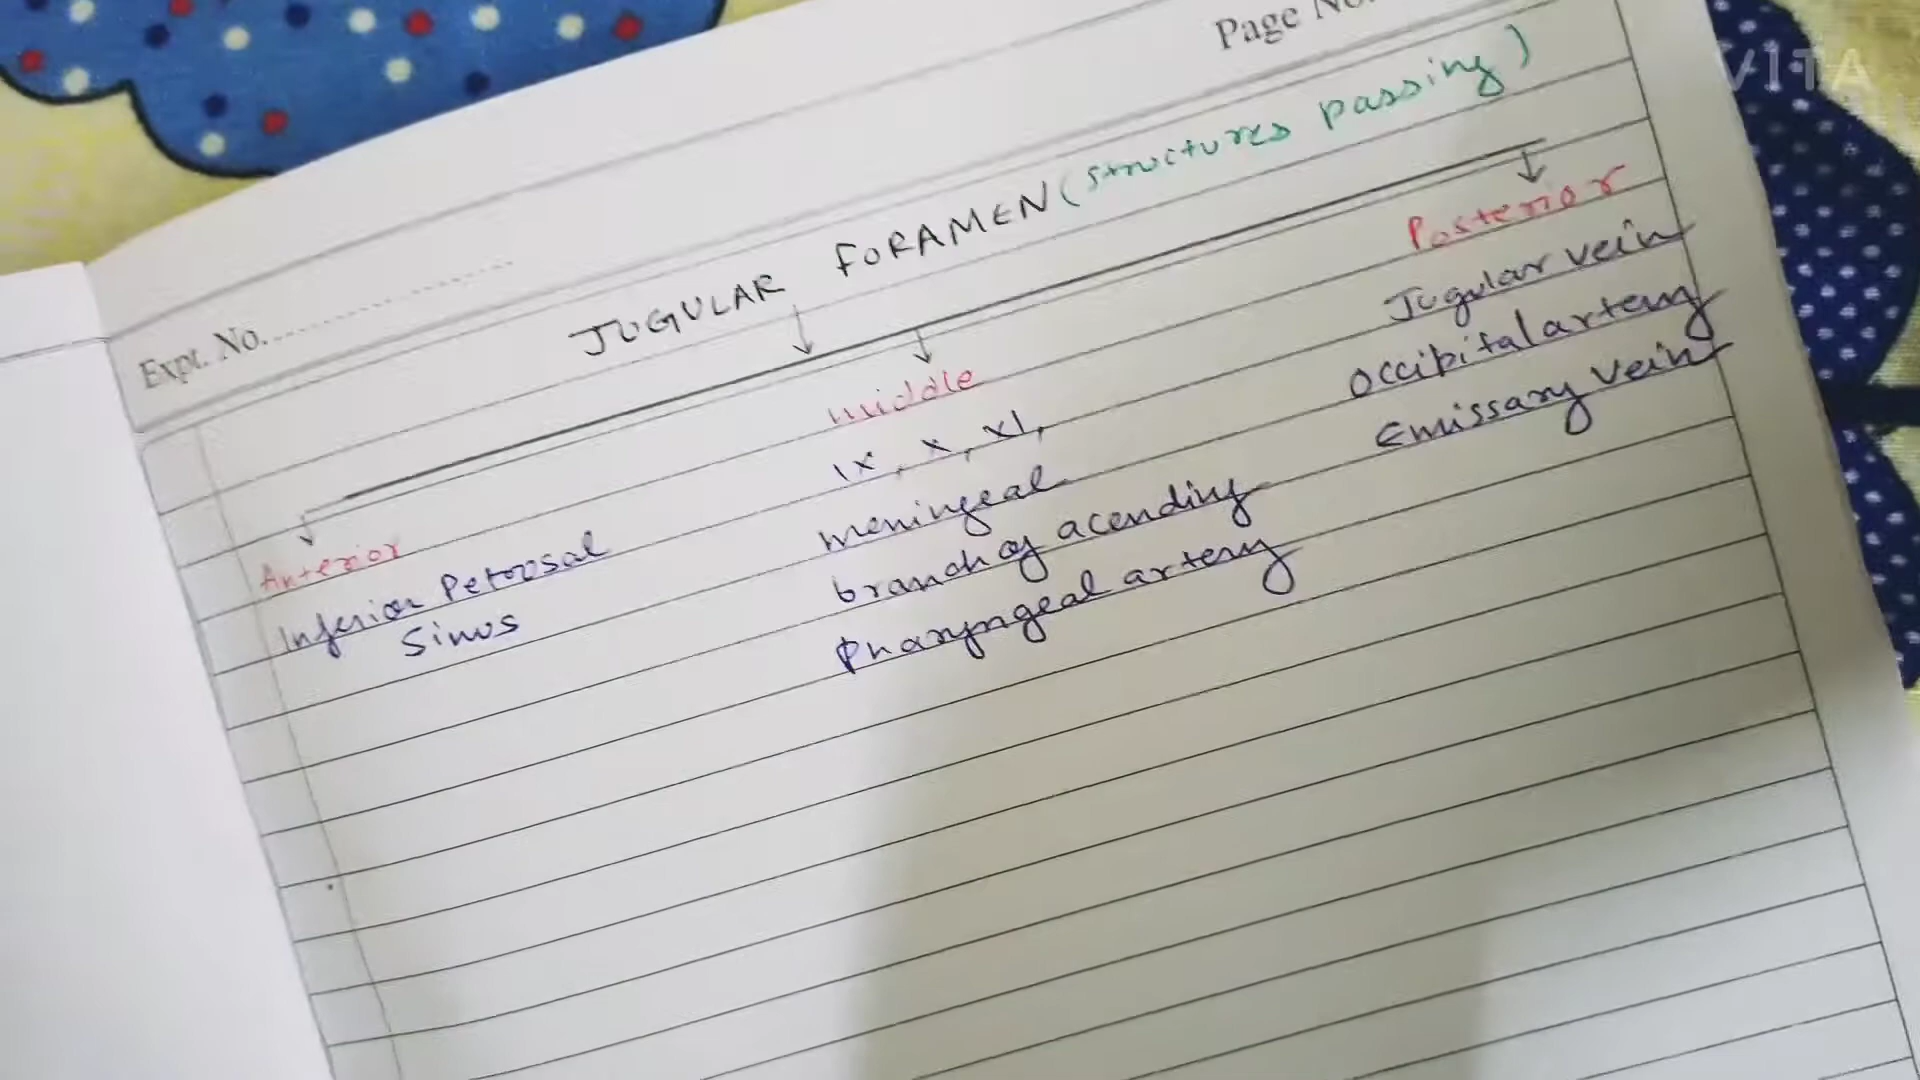 Page No.
VITA
Expt. No.
JUGULAR FORAMEN (structures passing)
Anterior
Inferior Petrosal
Sinus
middle
IX, X, XI,
meningeal
branch of acending
Pharyngeal artery
Posterior
Jugular vein
Occipital artery
Emissary vein